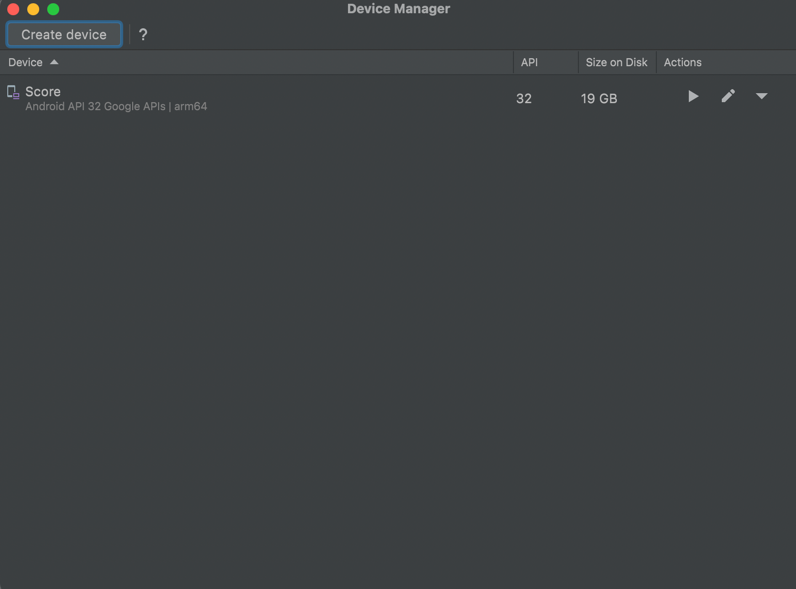 Device Manager
Create device ?
Device API Size on Disk Actions
Score 32 19 GB
Android API 32 Google APIs | arm64